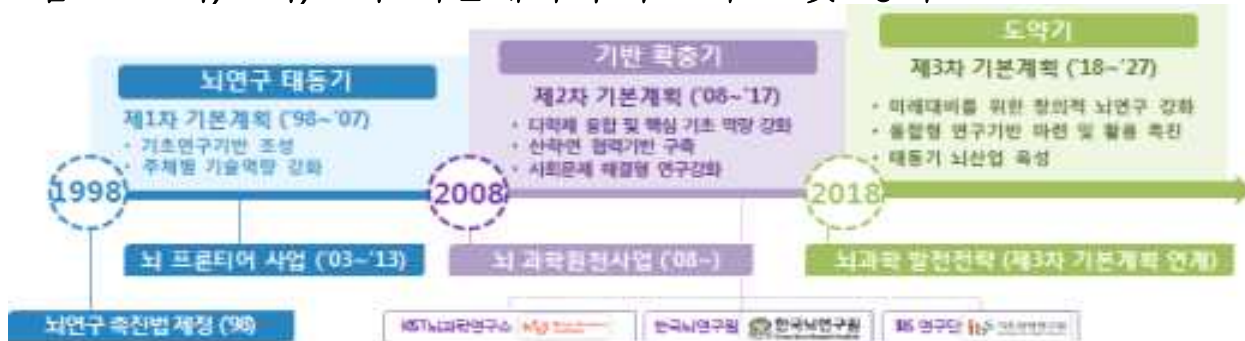 뇌연구 태동기
제1차 기본계획 ('98~'07)
• 기초연구기반 조성
• 주체별 기술역량 강화
기반 확충기
제2차 기본계획 ('08~'17)
• 다학제 융합 및 핵심 기초 역량 강화
• 산학연 협력기반 구축
• 사회문제 해결형 연구강화
도약기
제3차 기본계획 ('18~'27)
• 미래대비를 위한 창의적 뇌연구 강화
• 융합형 연구기반 마련 및 활용 촉진
• 태동기 뇌산업 육성
1998
2008
2018
뇌 프론티어 사업 ('03~'13)
뇌 과학원천사업 ('08~)
뇌과학 발전전략 (제3차 기본계획 연계)
뇌연구 촉진법 제정 ('98)
KIST뇌과학연구소
한국뇌연구원
한국뇌연구원
IBS 연구단